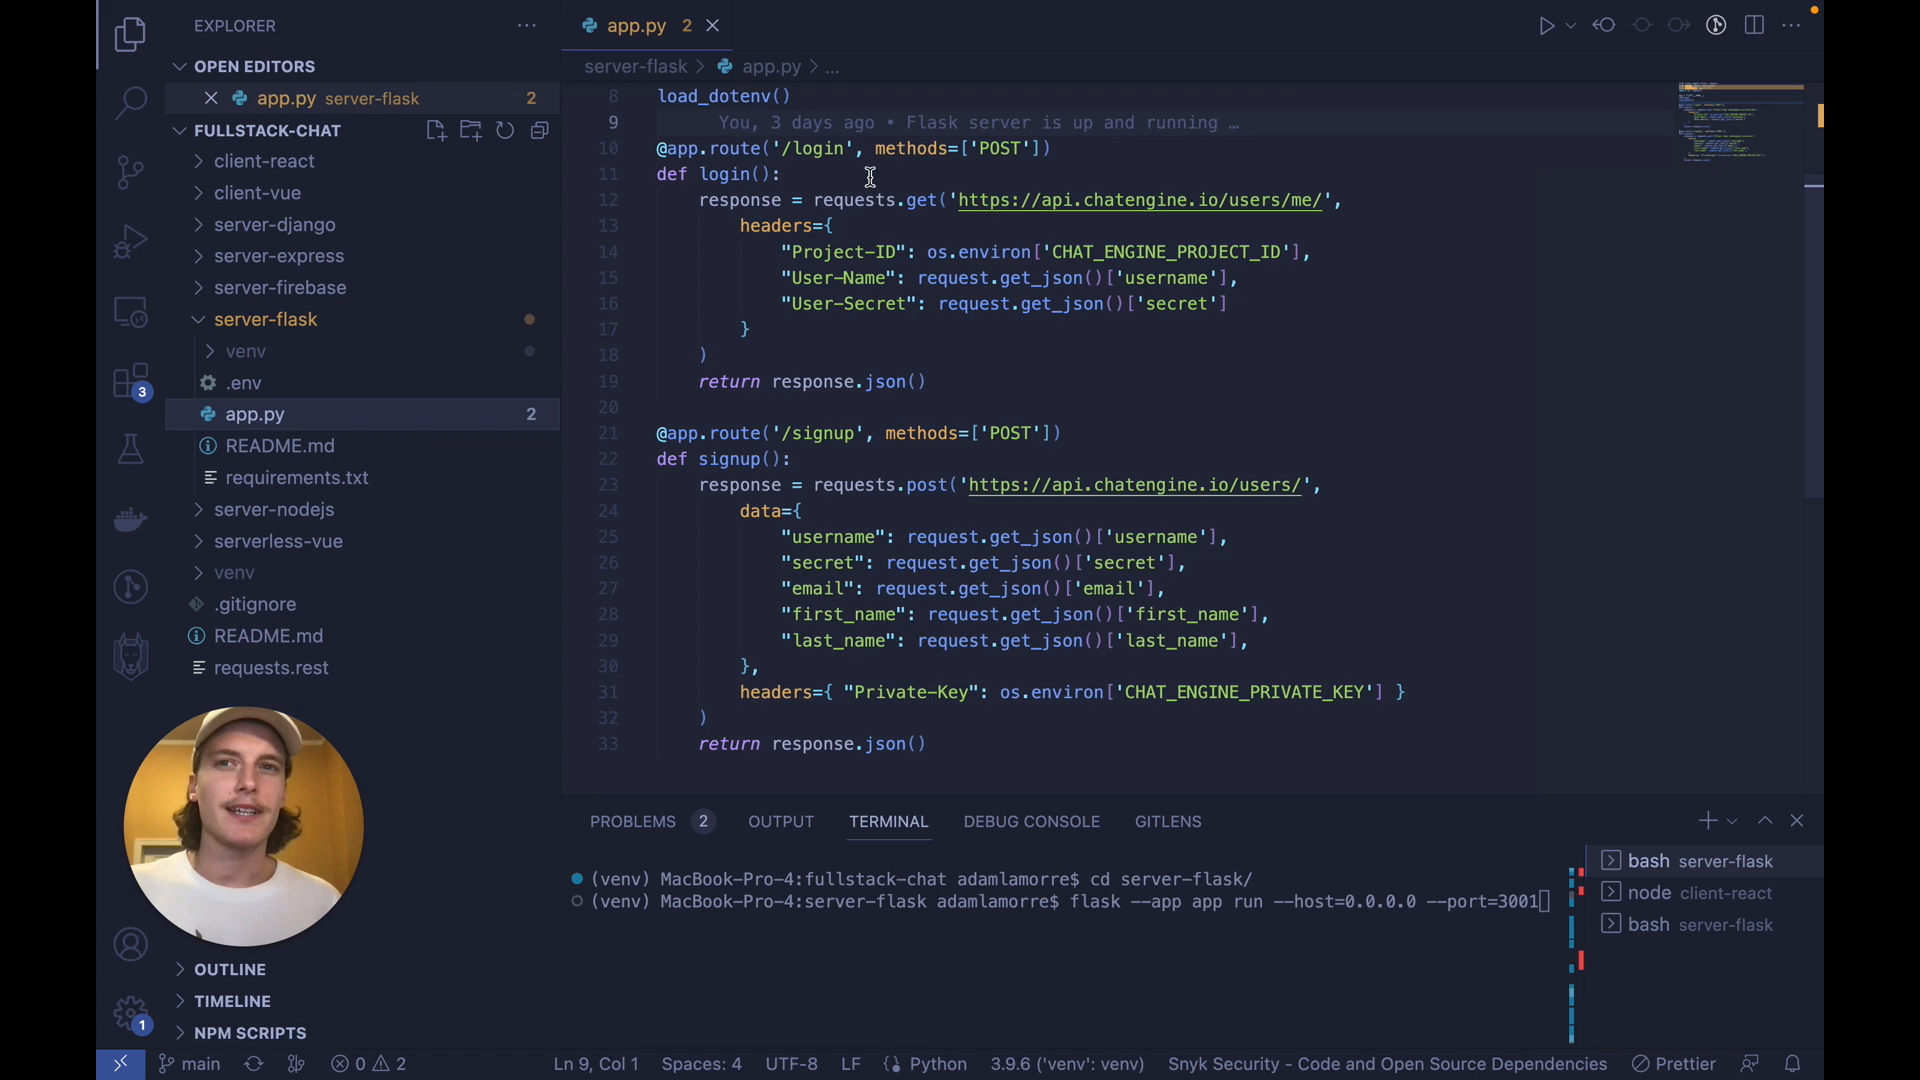 EXPLORER
OPEN EDITORS
app.py server-flask 2
FULLSTACK-CHAT
client-react
client-vue
server-django
server-express
server-firebase
server-flask
venv
.env
app.py 2
README.md
requirements.txt
server-nodejs
serverless-vue
venv
.gitignore
README.md
requests.rest
OUTLINE
TIMELINE
NPM SCRIPTS
3
1
app.py 2
server-flask > app.py > ...
8 load_dotenv()
9 You, 3 days ago • Flask server is up and running …
10 @app.route('/login', methods=['POST'])
11 def login():
12 response = requests.get('https://api.chatengine.io/users/me/',
13 headers={
14 "Project-ID": os.environ['CHAT_ENGINE_PROJECT_ID'],
15 "User-Name": request.get_json()['username'],
16 "User-Secret": request.get_json()['secret']
17 }
18 )
19 return response.json()
20
21 @app.route('/signup', methods=['POST'])
22 def signup():
23 response = requests.post('https://api.chatengine.io/users/',
24 data={
25 "username": request.get_json()['username'],
26 "secret": request.get_json()['secret'],
27 "email": request.get_json()['email'],
28 "first_name": request.get_json()['first_name'],
29 "last_name": request.get_json()['last_name'],
30 },
31 headers={ "Private-Key": os.environ['CHAT_ENGINE_PRIVATE_KEY'] }
32 )
33 return response.json()
PROBLEMS 2 OUTPUT TERMINAL DEBUG CONSOLE GITLENS
(venv) MacBook-Pro-4:fullstack-chat adamlamorre$ cd server-flask/
(venv) MacBook-Pro-4:server-flask adamlamorre$ flask --app app run --host=0.0.0.0 --port=3001
bash server-flask
node client-react
bash server-flask
main 0 2 Ln 9, Col 1 Spaces: 4 UTF-8 LF Python 3.9.6 ('venv': venv) Snyk Security - Code and Open Source Dependencies Prettier